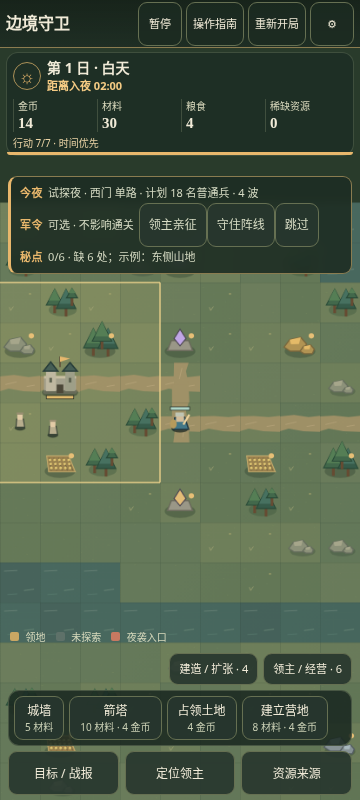 边境守卫
暂停
操作指南
重新开局
第 1 日 · 白天
距离入夜 02:00
金币 材料 粮食 稀缺资源
14 30 4 0
行动 7/7 · 时间优先
今夜 试探夜 · 西门 单路 · 计划 18 名普通兵 · 4 波
军令 可选 · 不影响通关 领主亲征 守住阵线 跳过
秘点 0/6 · 缺 6 处；示例：东侧山地
领地 未探索 夜袭入口
建造 / 扩张 · 4 领主 / 经营 · 6
城墙 箭塔 占领土地 建立营地
5 材料 10 材料 · 4 金币 4 金币 8 材料 · 4 金币
目标 / 战报 定位领主 资源来源